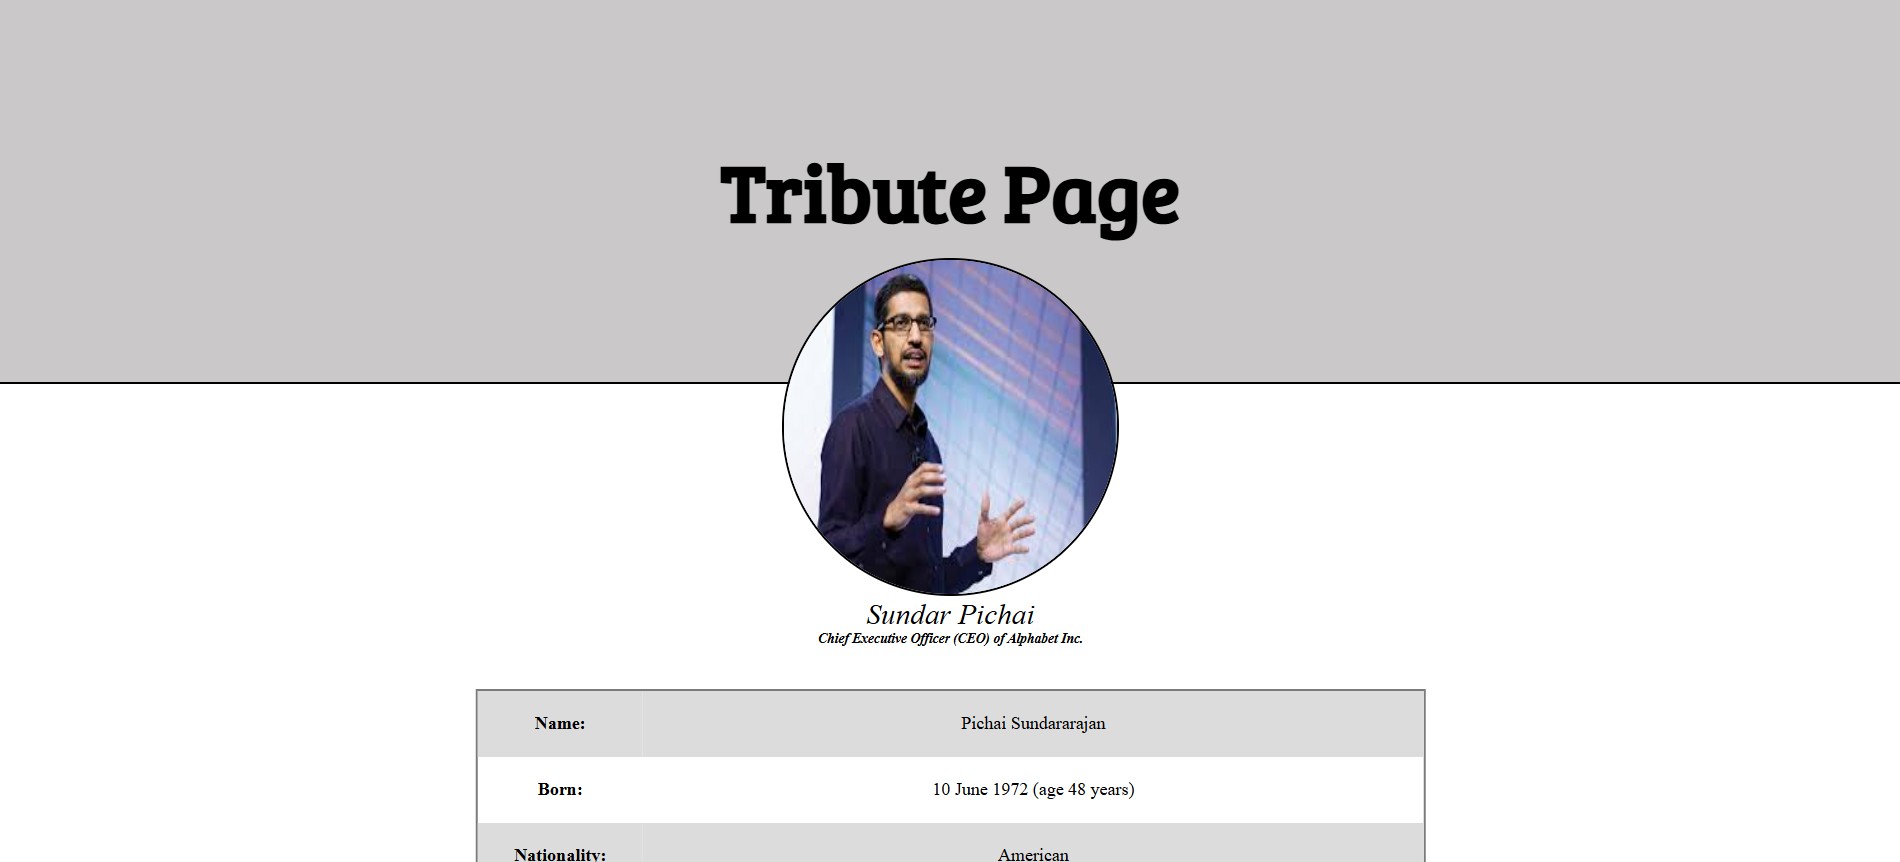 Tribute Page
Sundar Pichai
Chief Executive Officer (CEO) of Alphabet Inc.
Name: Pichai Sundararajan
Born: 10 June 1972 (age 48 years)
Nationality: American